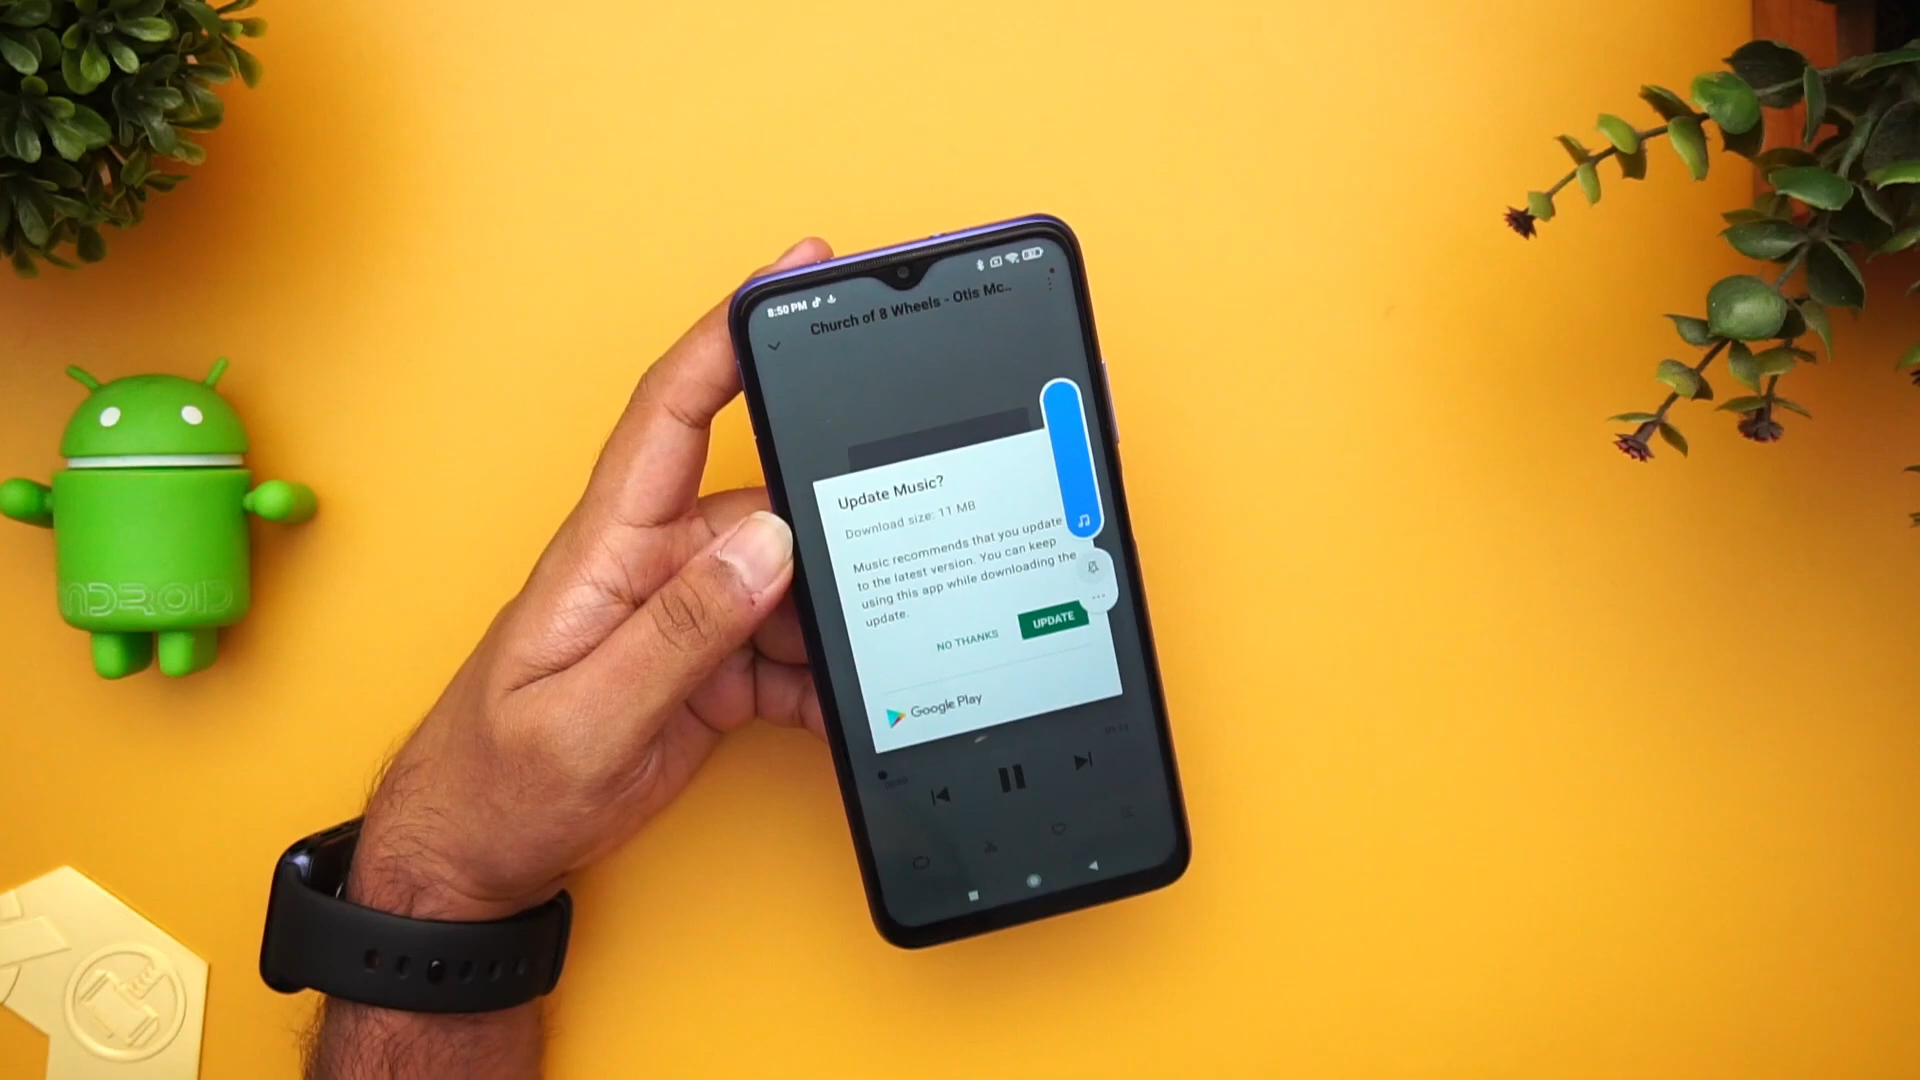 8:50 PM
Church of 8 Wheels - Otis Mc..
Update Music?
Download size: 11 MB
Music recommends that you update
to the latest version. You can keep
using this app while downloading the
update.
NO THANKS
UPDATE
Google Play
ANDROID